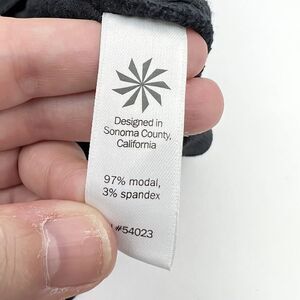 Designed in
Sonoma County,
California
97% modal,
3% spandex
#54023